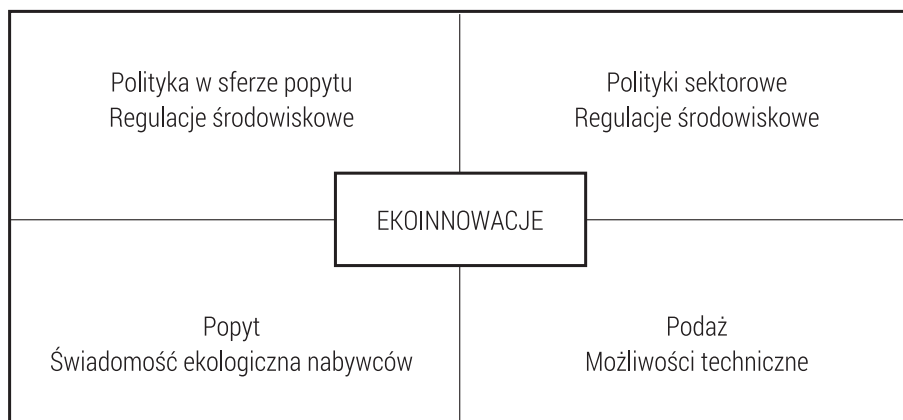 Polityka w sferze popytu
Regulacje środowiskowe
Polityki sektorowe
Regulacje środowiskowe
EKOINNOWACJE
Popyt
Świadomość ekologiczna nabywców
Podaż
Możliwości techniczne